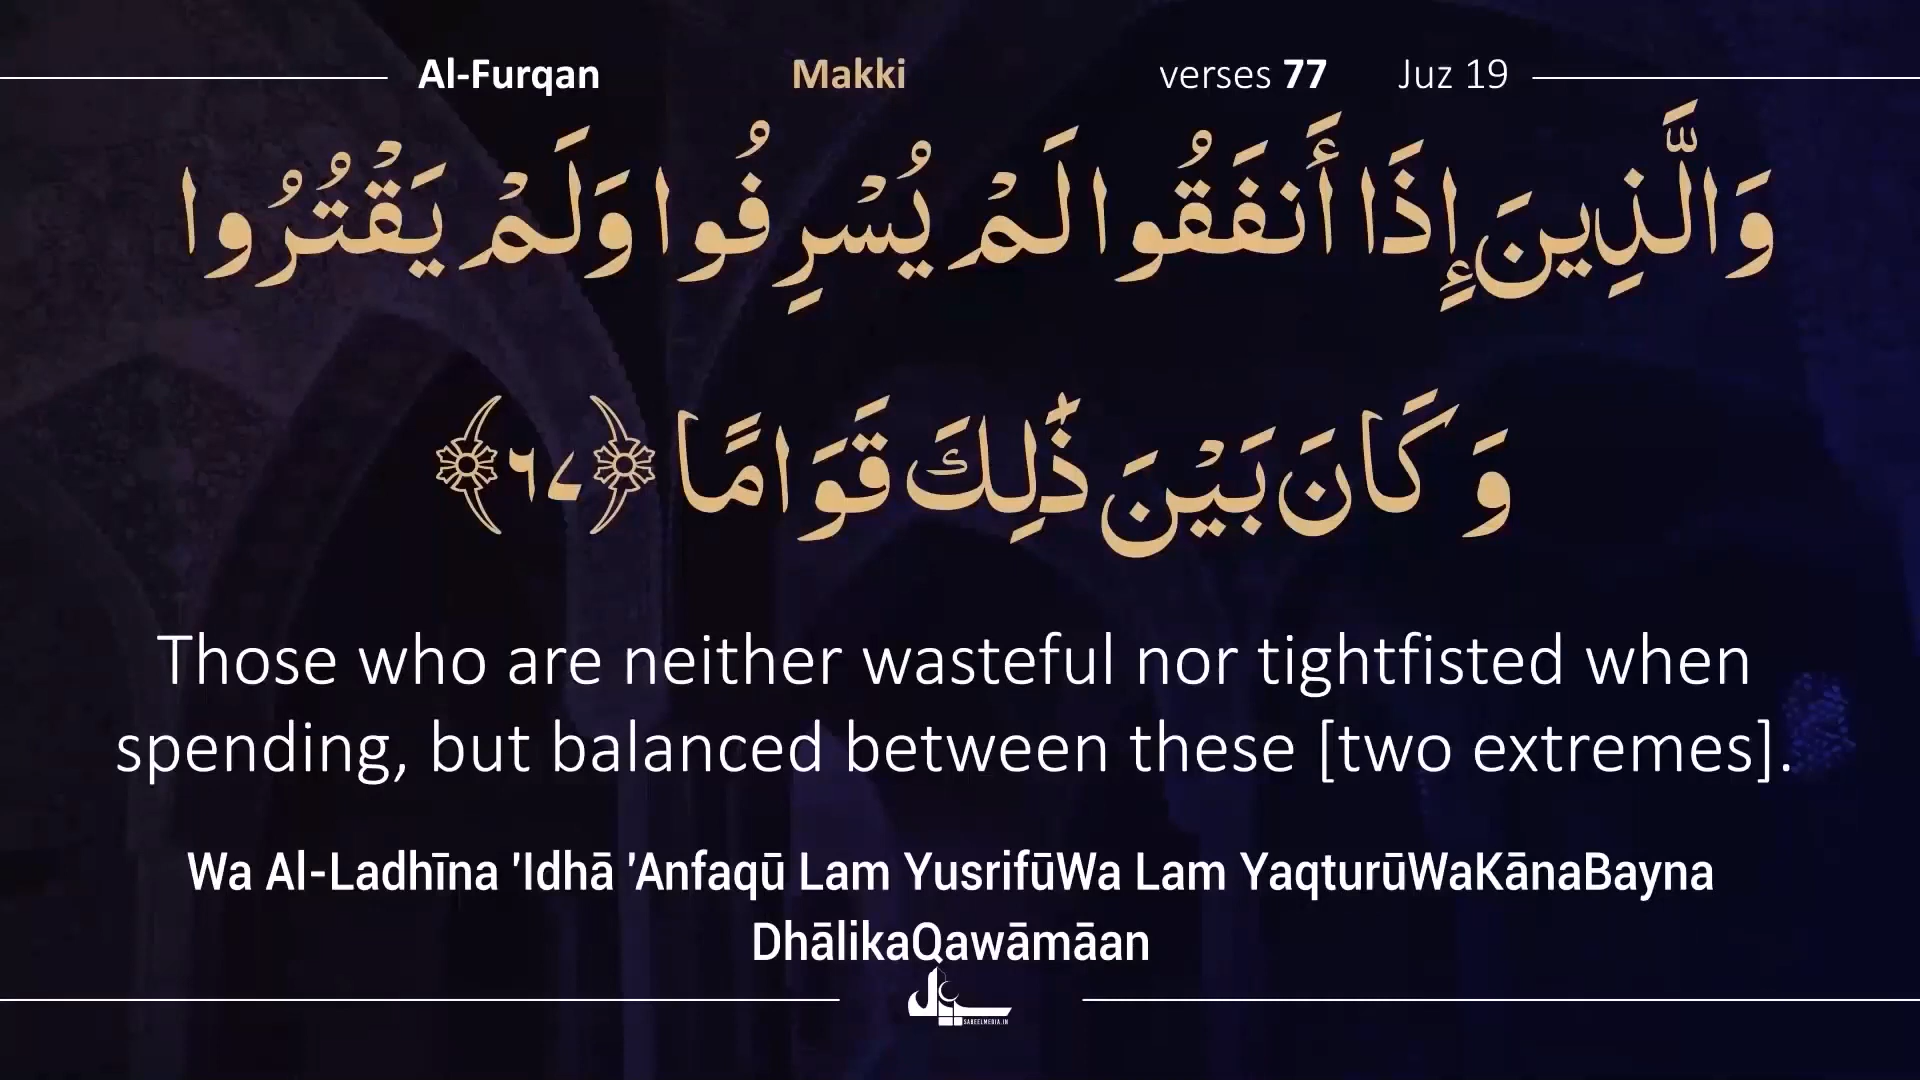 Al-Furqan Makki verses 77 Juz 19
وَالَّذِينَ إِذَا أَنفَقُوا لَمْ يُسْرِفُوا وَلَمْ يَقْتُرُوا
وَكَانَ بَيْنَ ذَٰلِكَ قَوَامًا ﴿٦٧﴾
Those who are neither wasteful nor tightfisted when
spending, but balanced between these [two extremes].
Wa Al-Ladhīna 'Idhā 'Anfaqū Lam YusrifūWa Lam YaqturūWaKānaBayna
DhālikaQawāmāan
SABEELMEDIA.IN